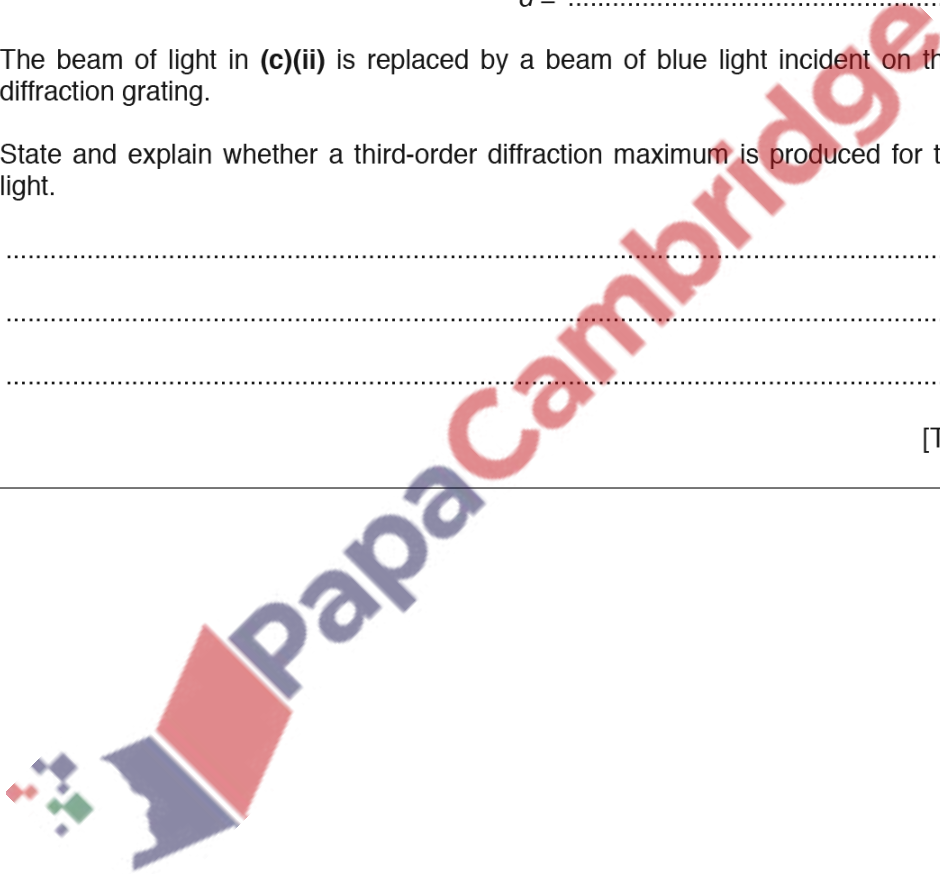 d = ................................................
The beam of light in (c)(ii) is replaced by a beam of blue light incident on th
diffraction grating.
State and explain whether a third-order diffraction maximum is produced for t
light.
................................................
................................................
................................................
[T
PapaCambridge